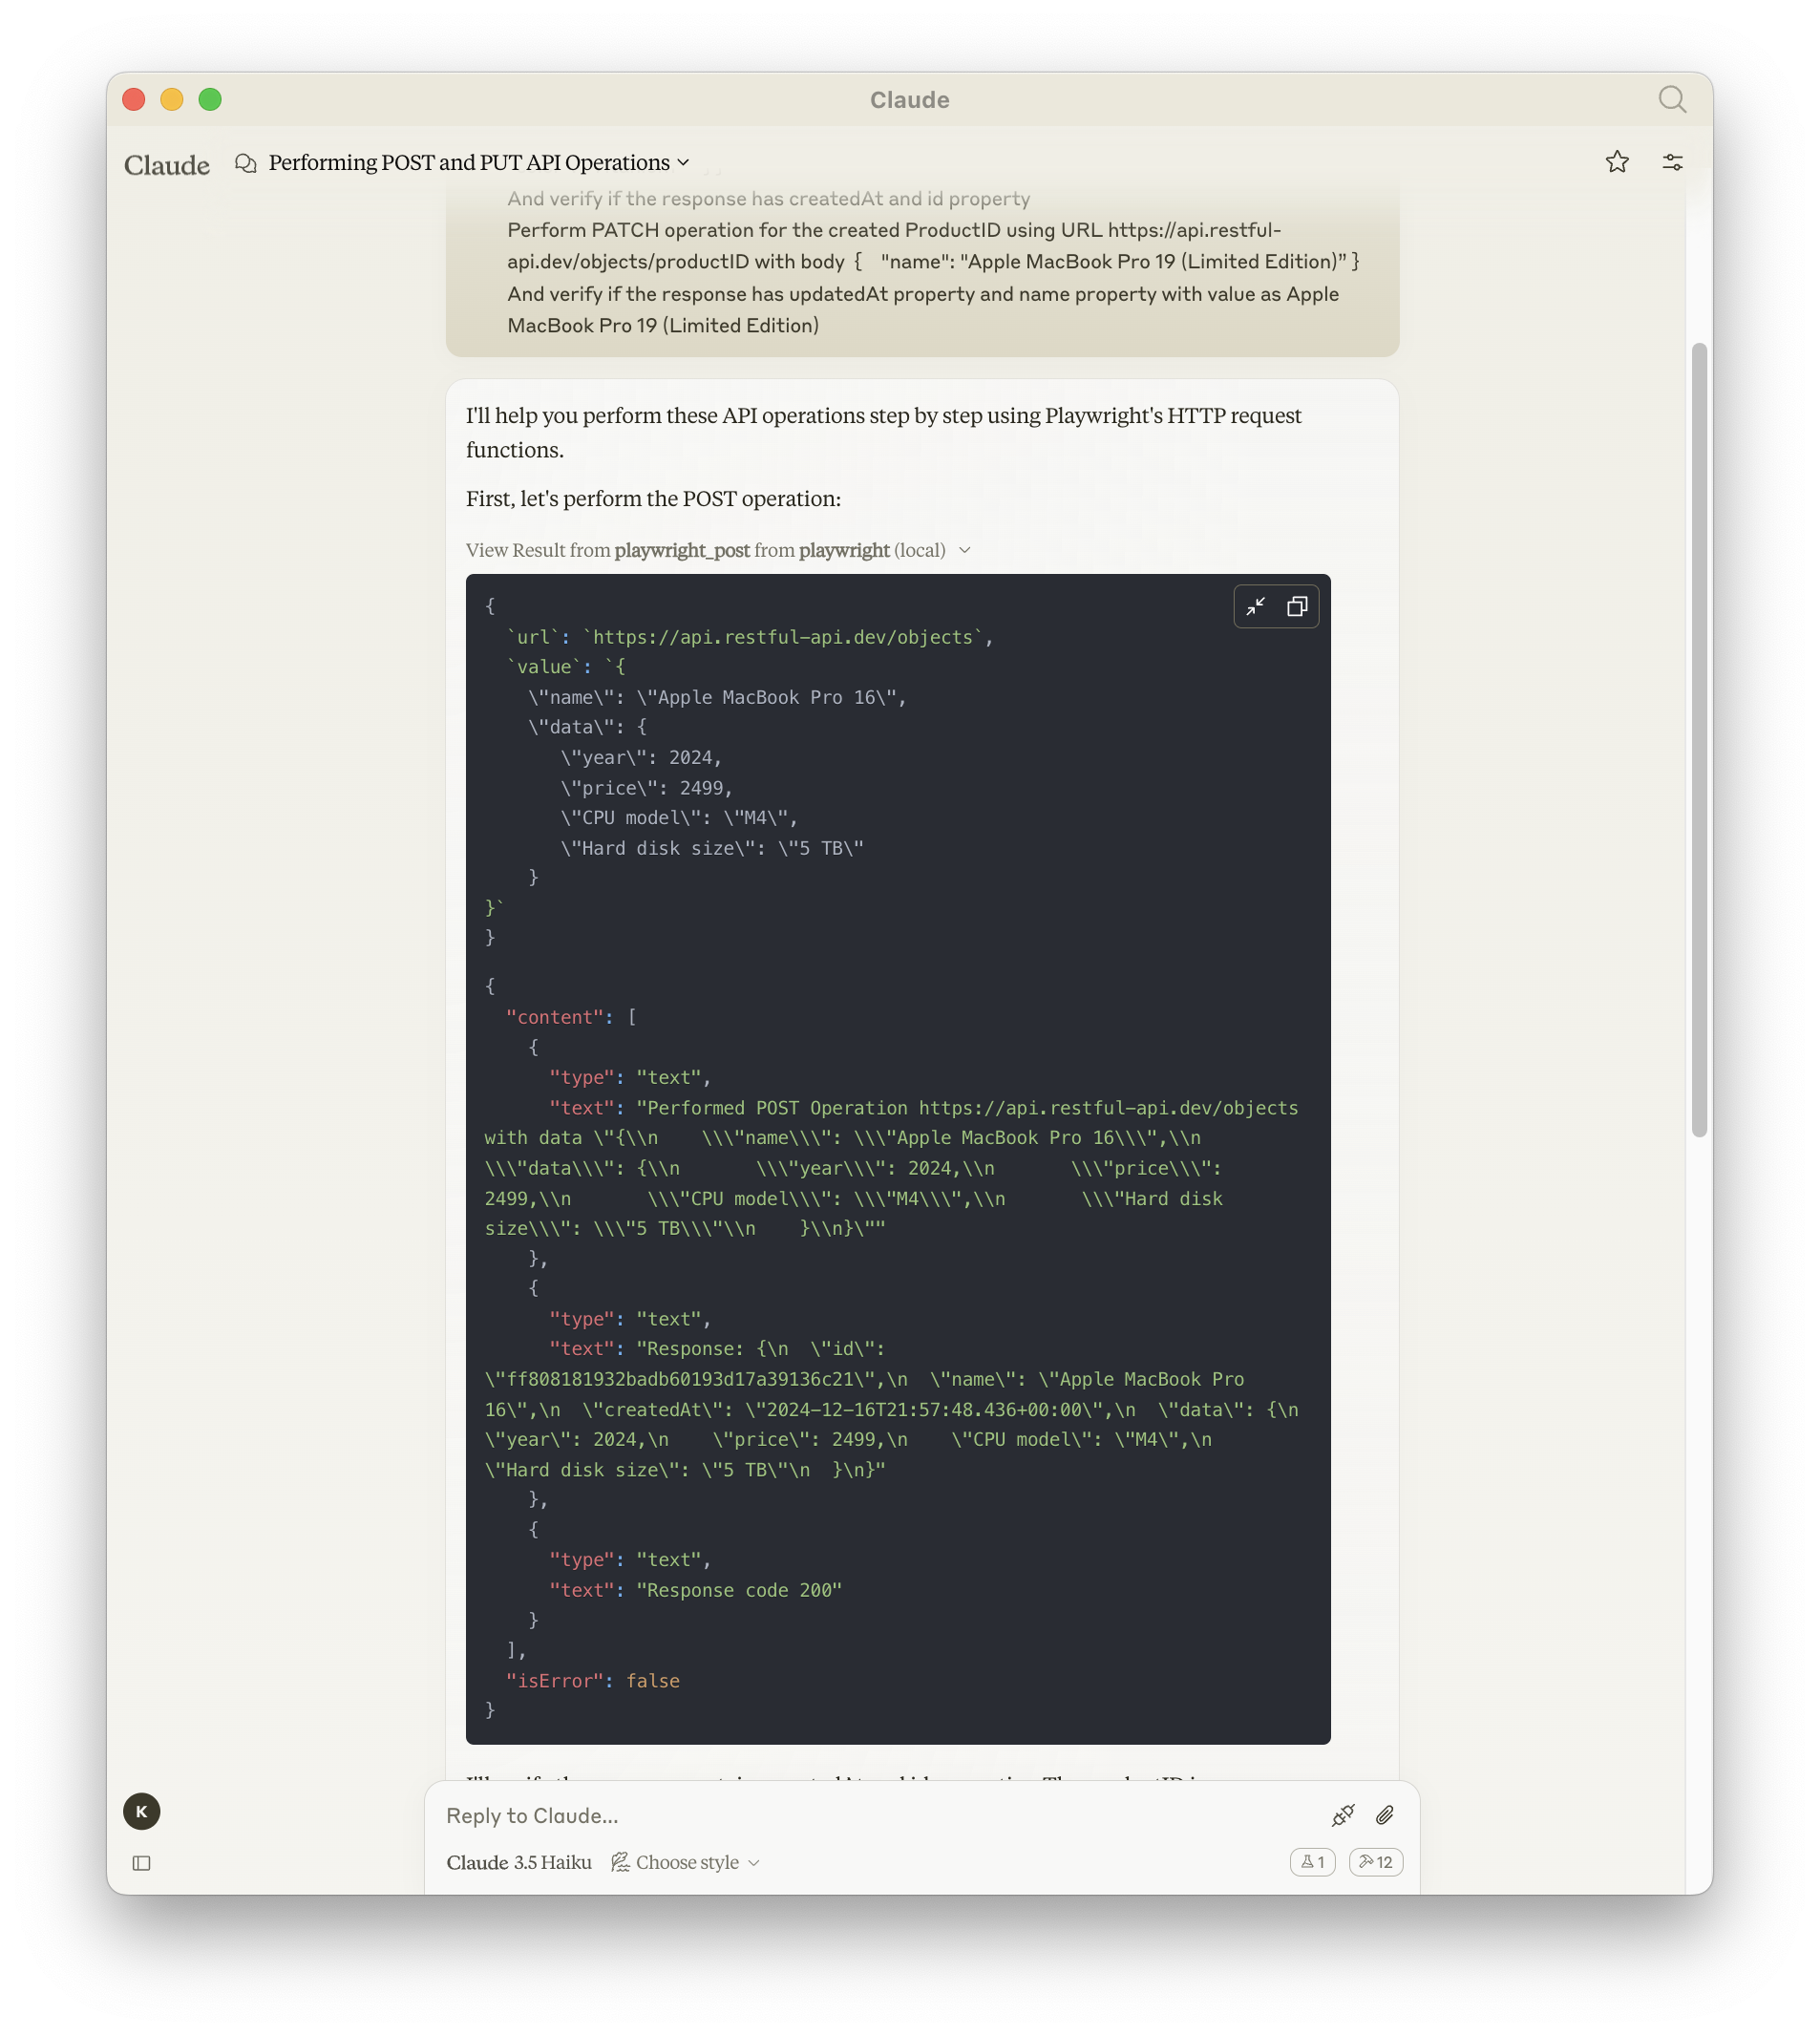 Claude
Claude
Performing POST and PUT API Operations
And verify if the response has createdAt and id property
Perform PATCH operation for the created ProductID using URL https://api.restful-
api.dev/objects/productID with body {    "name": "Apple MacBook Pro 19 (Limited Edition)” }
And verify if the response has updatedAt property and name property with value as Apple
MacBook Pro 19 (Limited Edition)
I'll help you perform these API operations step by step using Playwright's HTTP request
functions.
First, let's perform the POST operation:
View Result from playwright_post from playwright (local)
{
  `url`: `https://api.restful-api.dev/objects`,
  `value`: `{
    \"name\": \"Apple MacBook Pro 16\",
    \"data\": {
       \"year\": 2024,
       \"price\": 2499,
       \"CPU model\": \"M4\",
       \"Hard disk size\": \"5 TB\"
    }
}`
}
{
  "content": [
    {
      "type": "text",
      "text": "Performed POST Operation https://api.restful-api.dev/objects
with data \"{\\n    \\\"name\\\": \\\"Apple MacBook Pro 16\\\",\\n
\\\"data\\\": {\\n       \\\"year\\\": 2024,\\n       \\\"price\\\":
2499,\\n       \\\"CPU model\\\": \\\"M4\\\",\\n       \\\"Hard disk
size\\\": \\\"5 TB\\\"\\n    }\\n}\""
    },
    {
      "type": "text",
      "text": "Response: {\n  \"id\":
\"ff808181932badb60193d17a39136c21\",\n  \"name\": \"Apple MacBook Pro
16\",\n  \"createdAt\": \"2024-12-16T21:57:48.436+00:00\",\n  \"data\": {\n
\"year\": 2024,\n    \"price\": 2499,\n    \"CPU model\": \"M4\",\n
\"Hard disk size\": \"5 TB\"\n  }\n}"
    },
    {
      "type": "text",
      "text": "Response code 200"
    }
  ],
  "isError": false
}
K
Reply to Claude...
Claude 3.5 Haiku Choose style
1 12